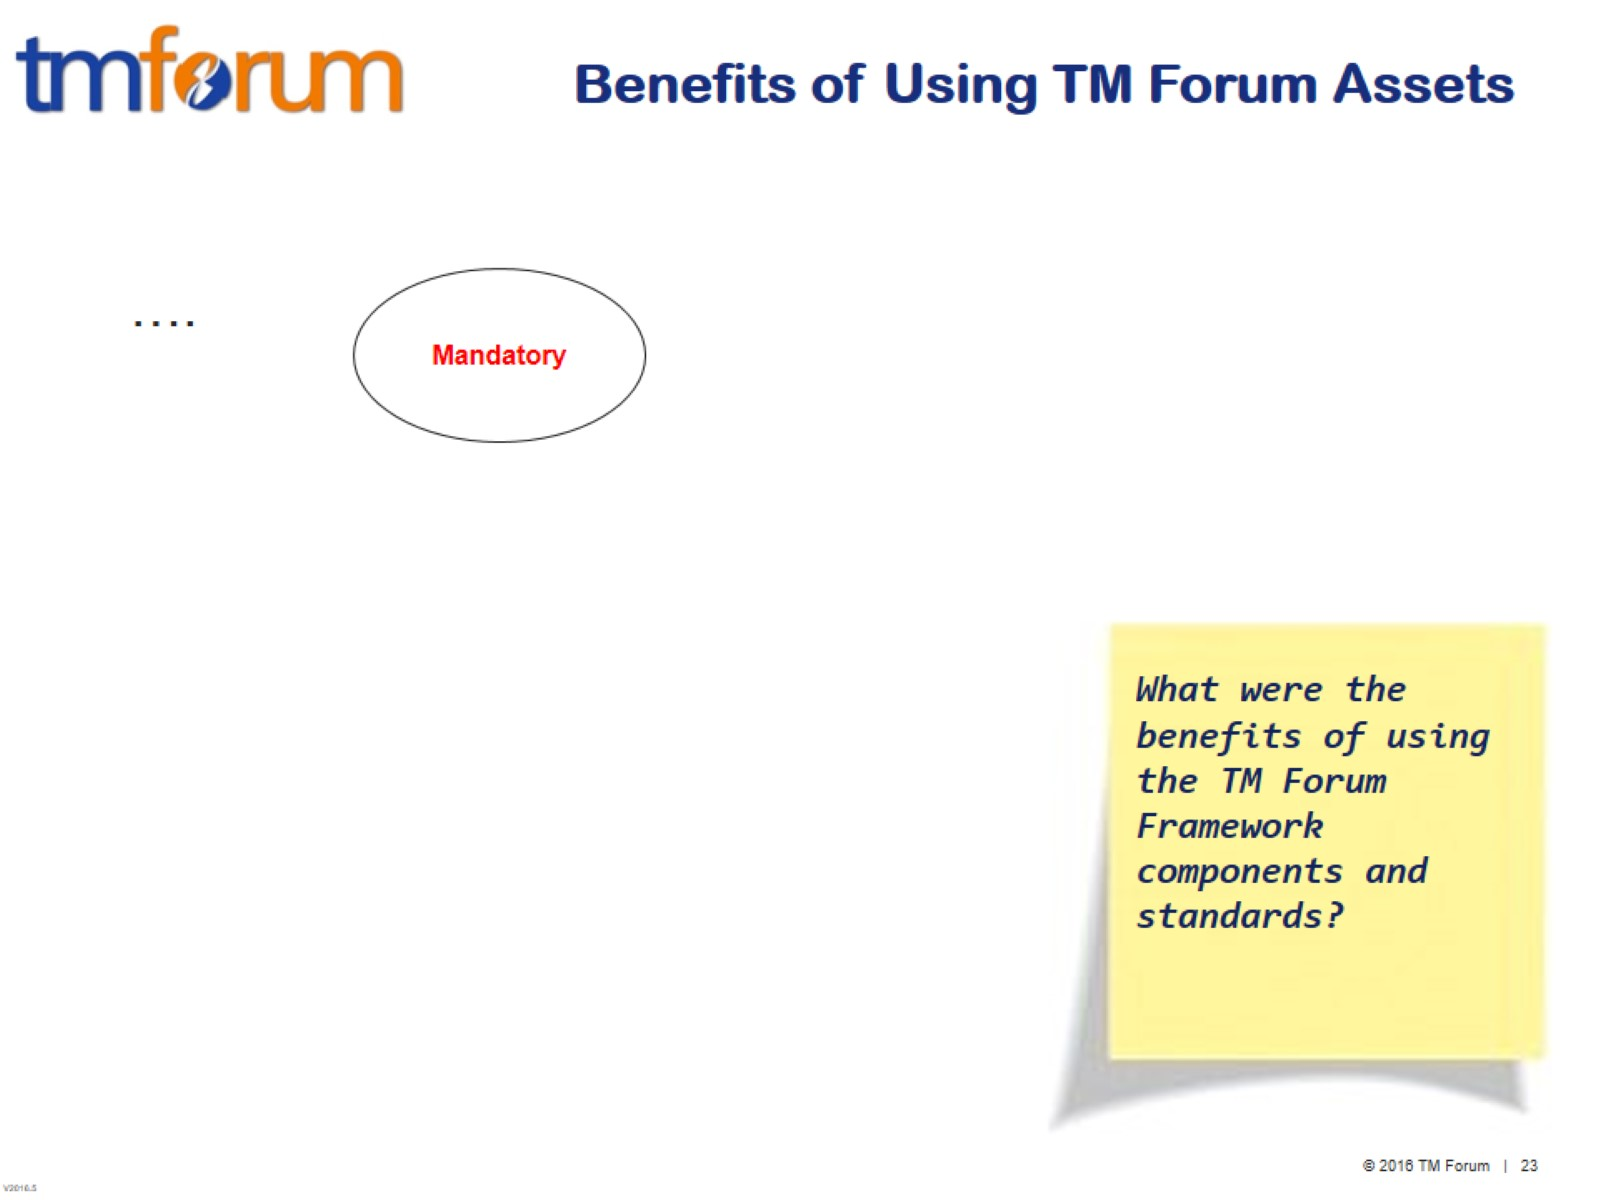 tmforum
Benefits of Using TM Forum Assets
....
Mandatory
What were the
benefits of using
the TM Forum
Framework
components and
standards?
© 2016 TM Forum | 23
V2016.5